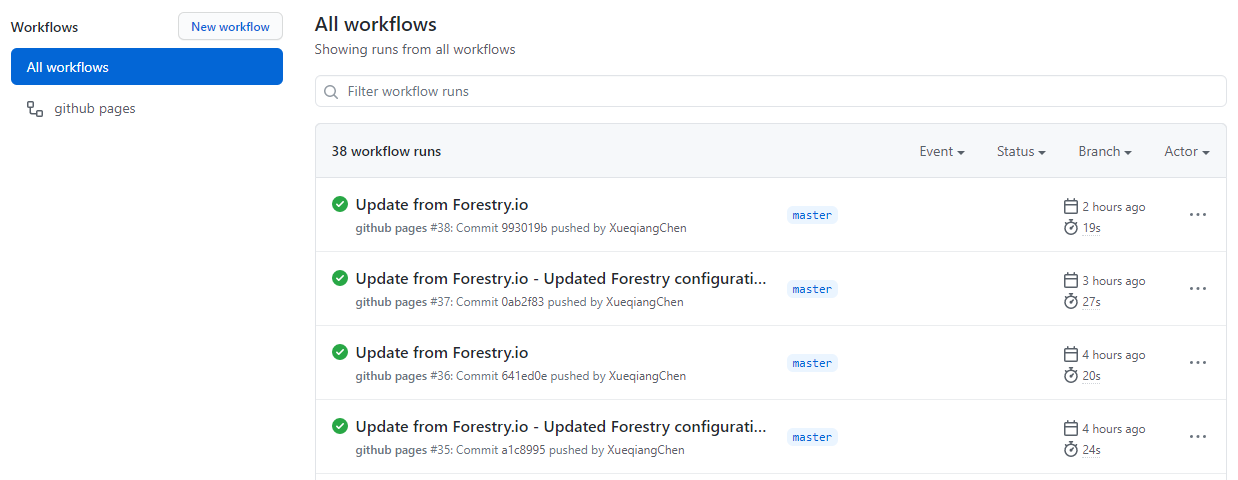 Workflows
New workflow
All workflows
github pages
All workflows
Showing runs from all workflows
Filter workflow runs
38 workflow runs
Event
Status
Branch
Actor
Update from Forestry.io
github pages #38: Commit 993019b pushed by XueqiangChen
master
2 hours ago
19s
Update from Forestry.io - Updated Forestry configurati...
github pages #37: Commit 0ab2f83 pushed by XueqiangChen
master
3 hours ago
27s
Update from Forestry.io
github pages #36: Commit 641ed0e pushed by XueqiangChen
master
4 hours ago
20s
Update from Forestry.io - Updated Forestry configurati...
github pages #35: Commit a1c8995 pushed by XueqiangChen
master
4 hours ago
24s